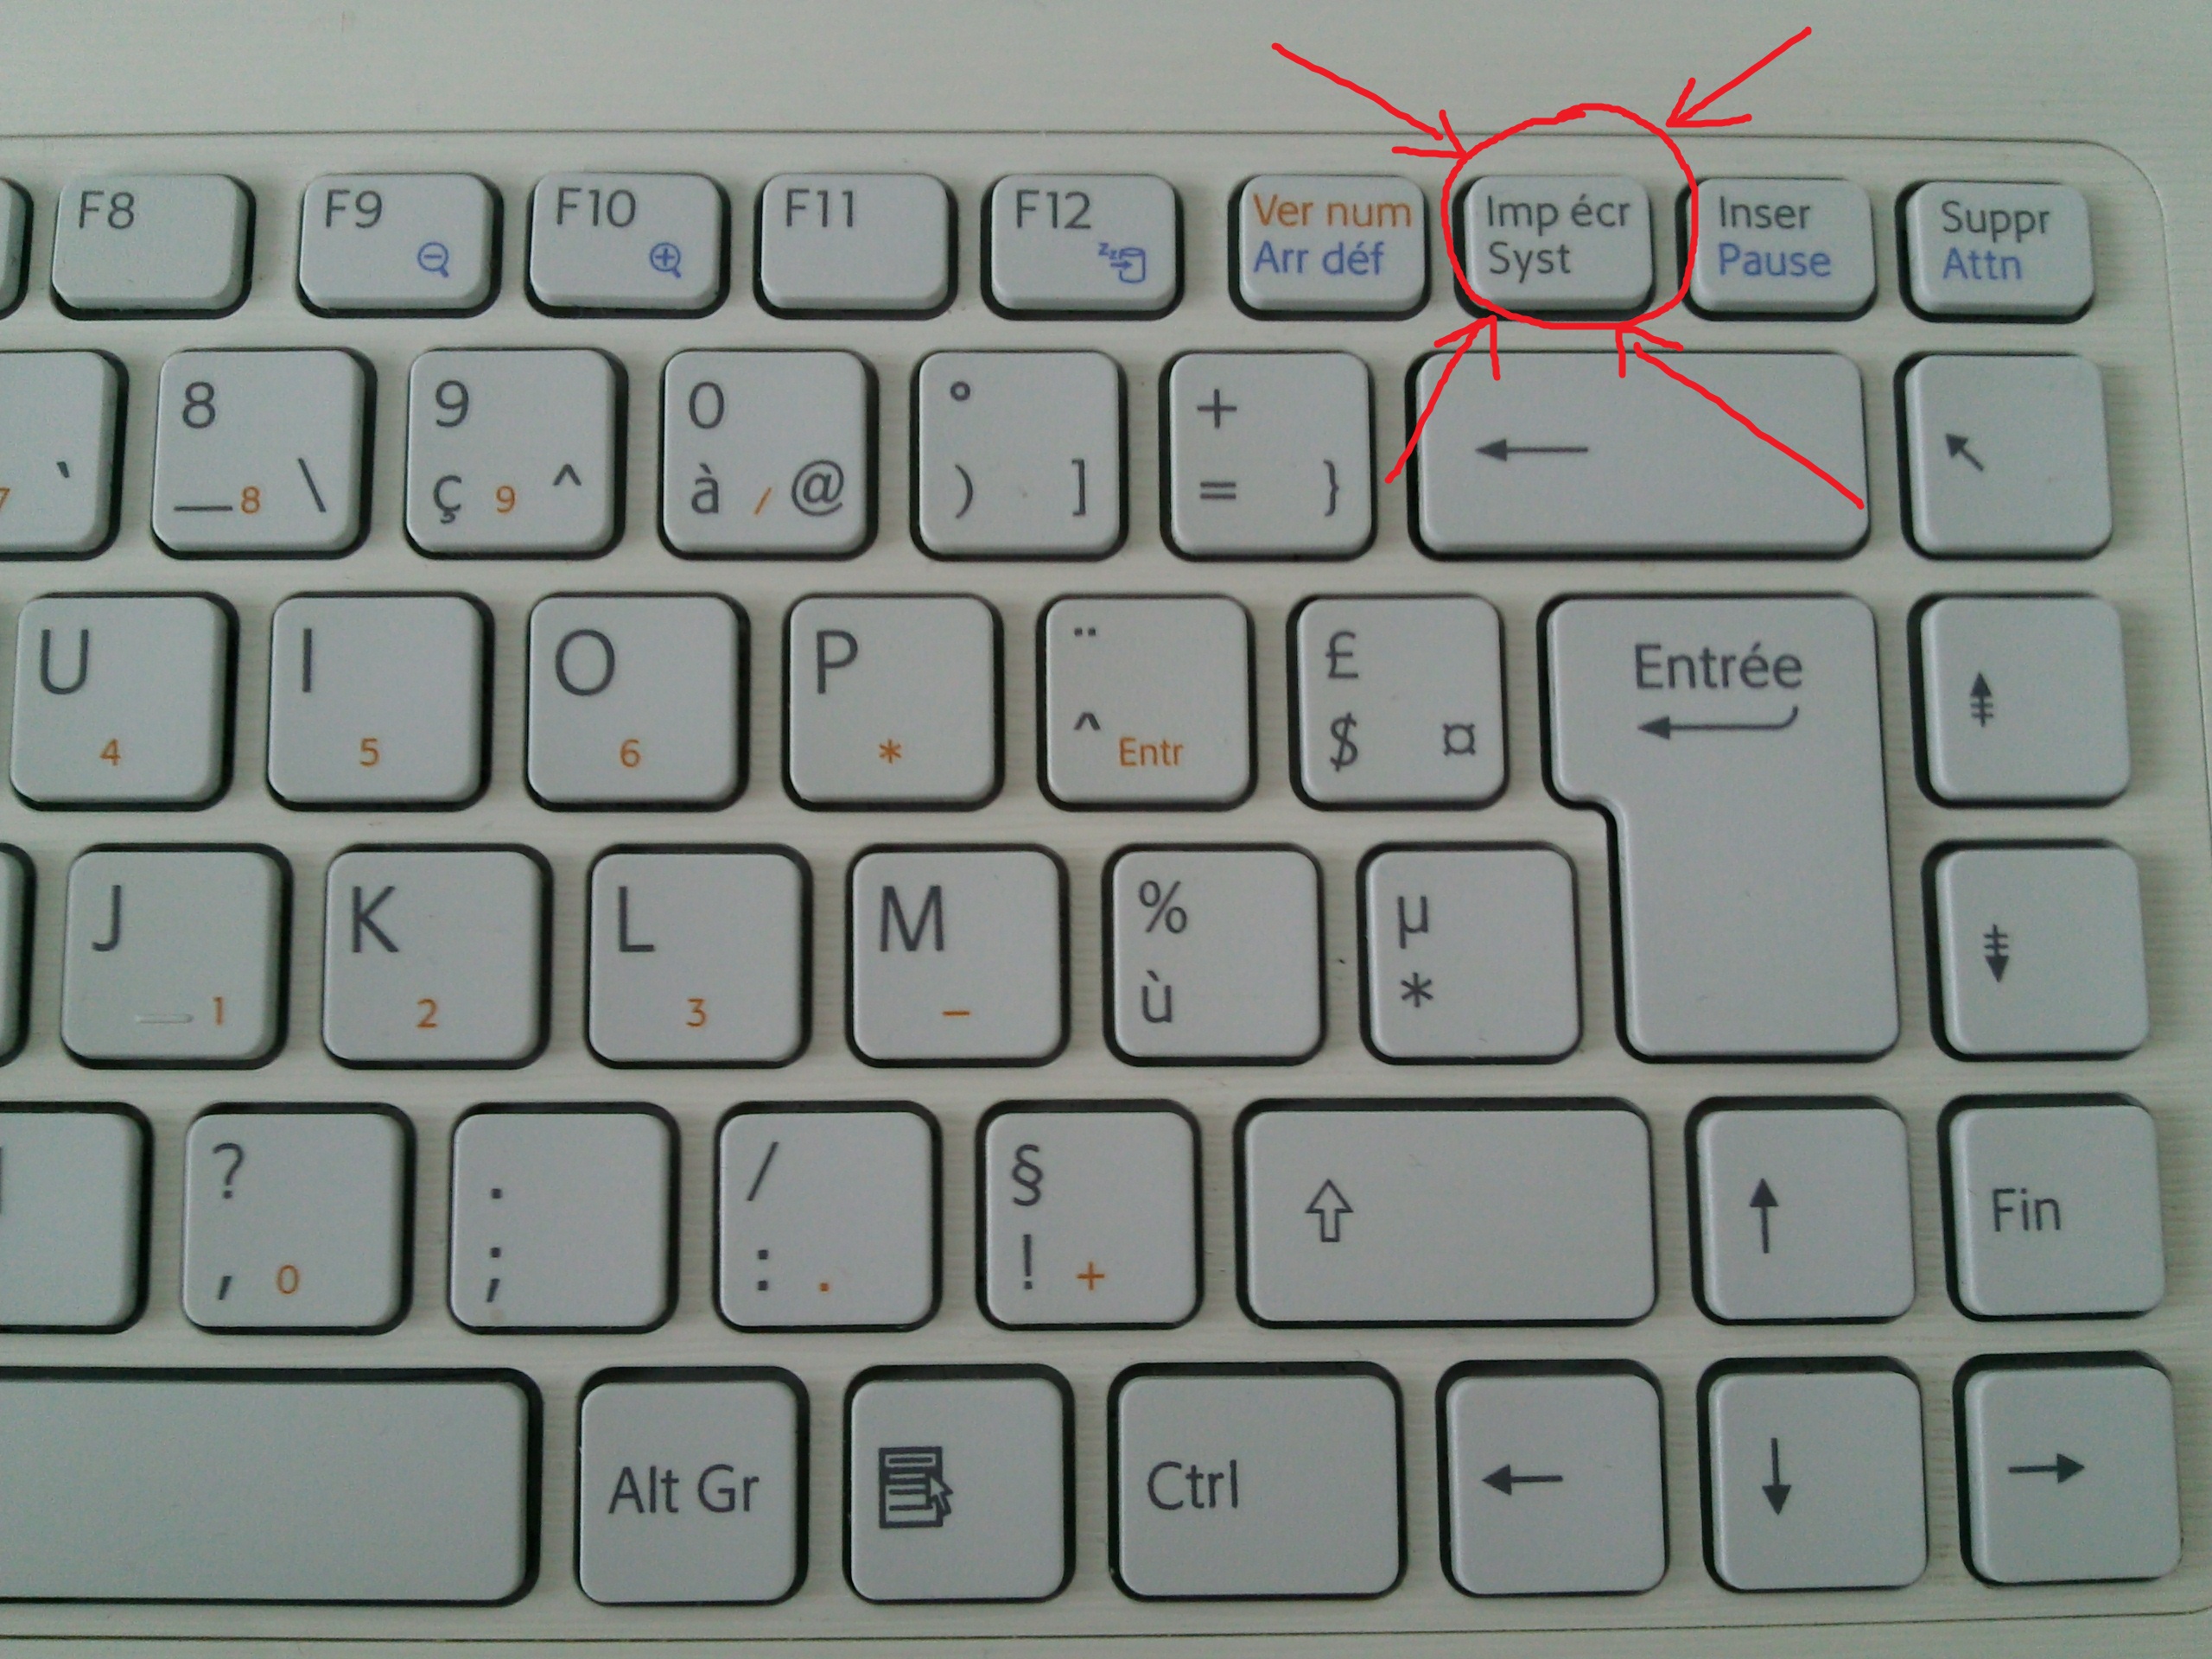 F8 F9 F10 F11 F12 Ver num Imp écr Inser Suppr
Arr déf Syst Pause Attn
8 9 0 ° +
7 ` _ 8 \ ç 9 ^ à / @ ) ] = }
U I O P ¨ £ Entrée
4 5 6 * ^ Entr $ ¤
J K L M % µ
1 2 3 - ù *
? . / § Fin
, 0 ; : . ! +
Alt Gr Ctrl